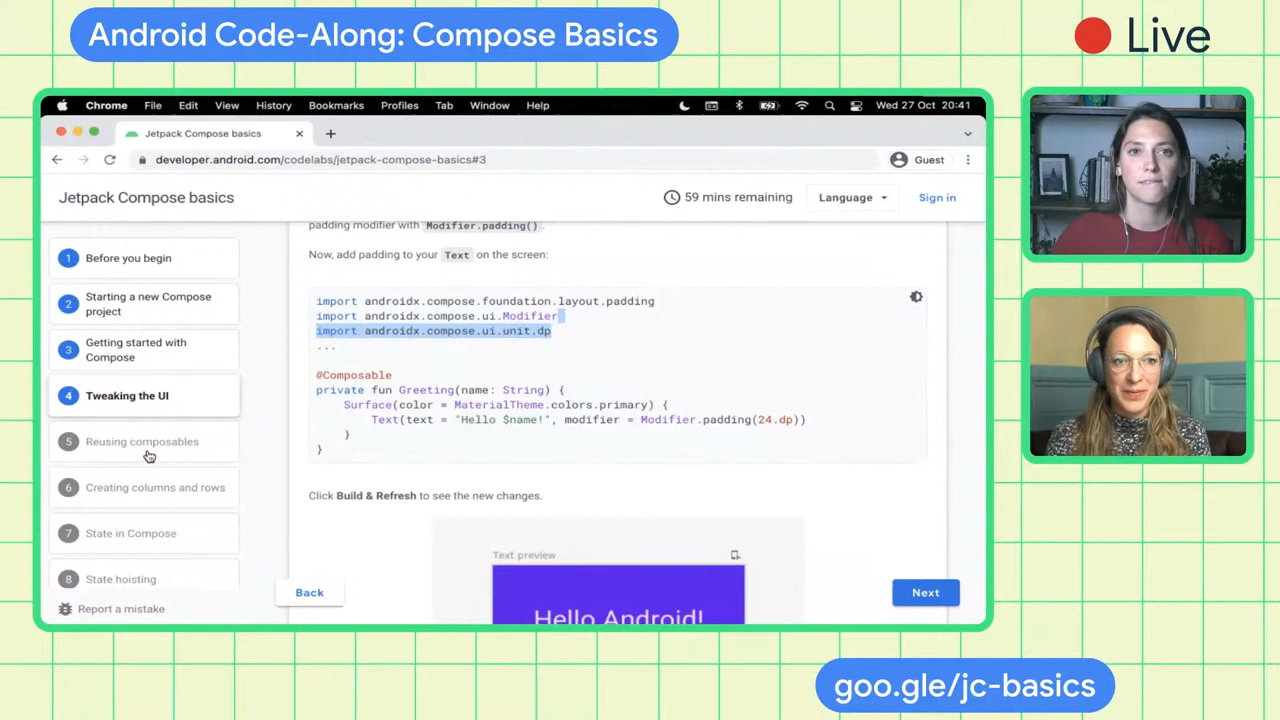 Android Code-Along: Compose Basics
Live
Chrome File Edit View History Bookmarks Profiles Tab Window Help Wed 27 Oct 20:41
Jetpack Compose basics
developer.android.com/codelabs/jetpack-compose-basics#3
Guest
Jetpack Compose basics
59 mins remaining
Language
Sign in
1 Before you begin
2 Starting a new Compose
project
3 Getting started with
Compose
4 Tweaking the UI
5 Reusing composables
6 Creating columns and rows
7 State in Compose
8 State hoisting
Report a mistake
padding modifier with Modifier.padding().
Now, add padding to your Text on the screen:
import androidx.compose.foundation.layout.padding
import androidx.compose.ui.Modifier
import androidx.compose.ui.unit.dp
...
@Composable
private fun Greeting(name: String) {
Surface(color = MaterialTheme.colors.primary) {
Text(text = "Hello $name!", modifier = Modifier.padding(24.dp))
}
}
Click Build & Refresh to see the new changes.
Text preview
Hello Android!
Back
Next
goo.gle/jc-basics